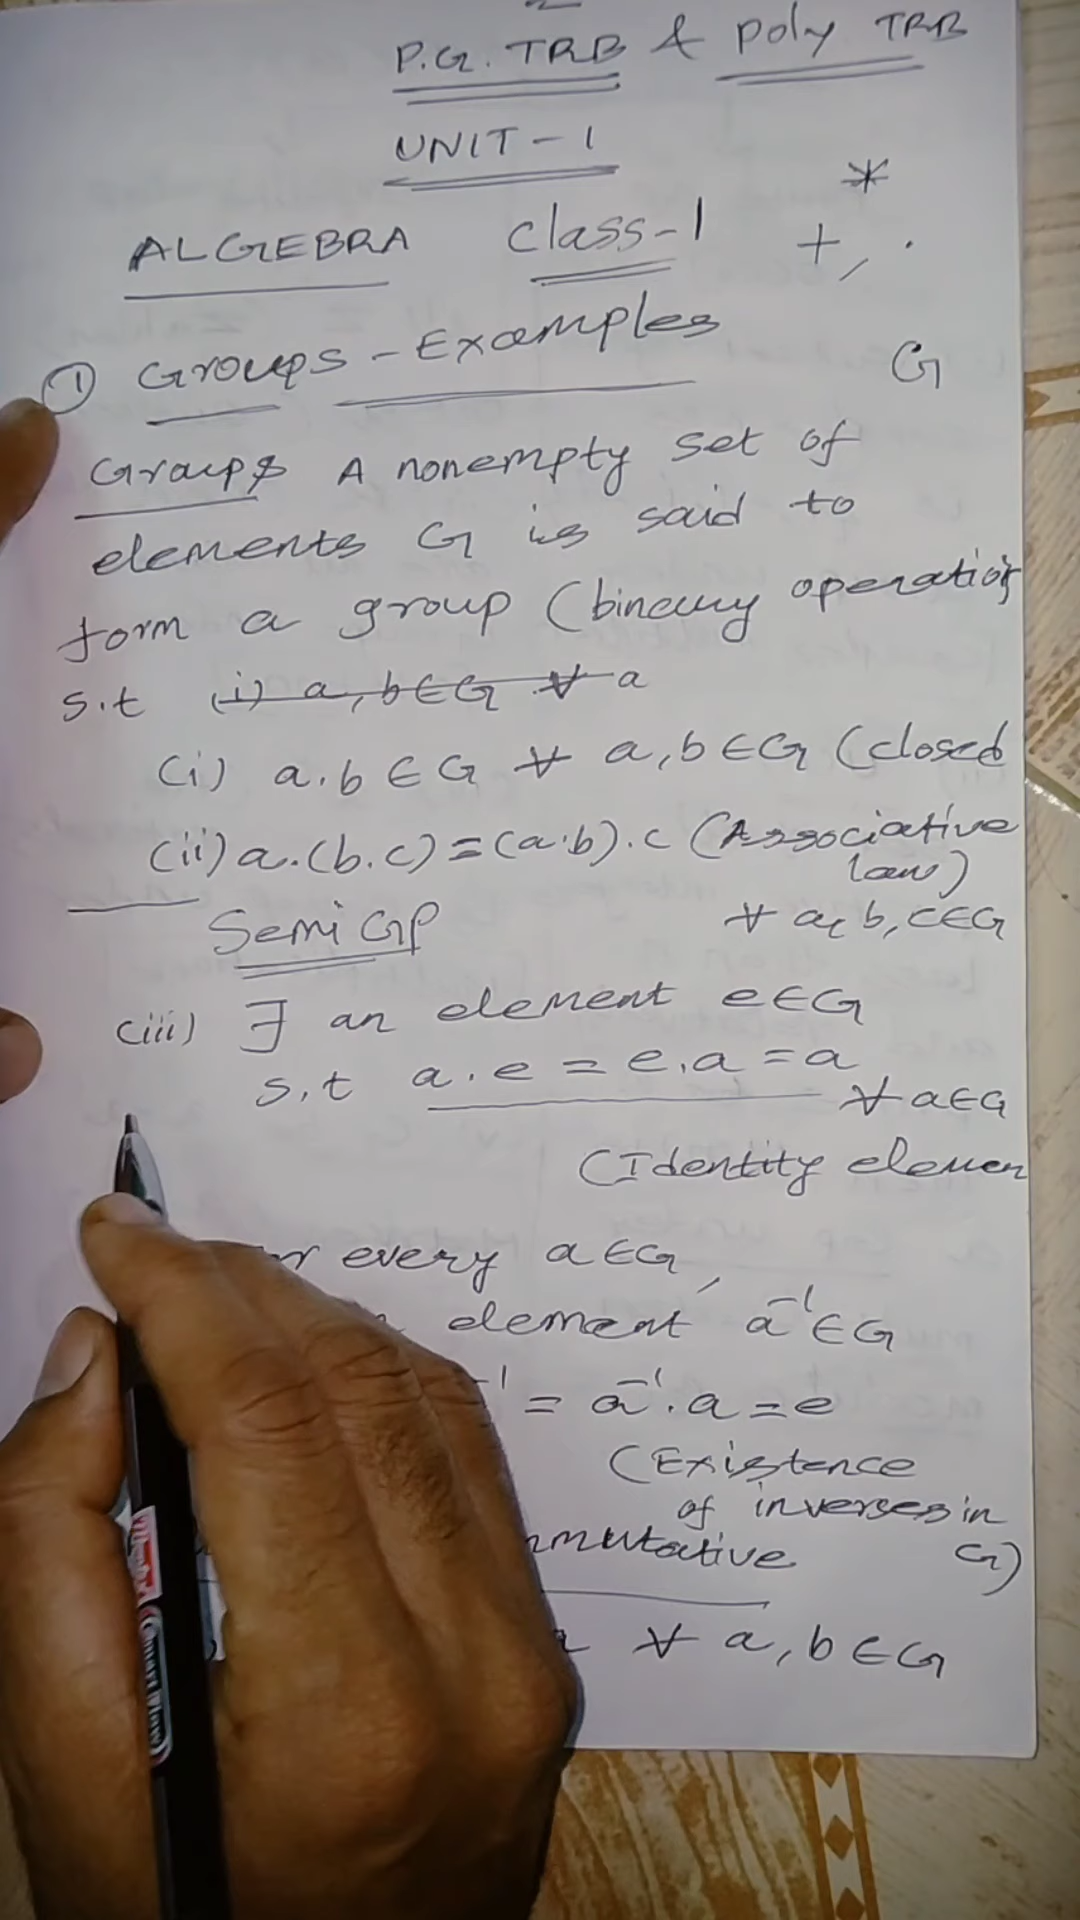 P.G. TRB & Poly TRB
UNIT - 1
*
ALGEBRA Class-1 +, .
① Groups - Examples
G
Groups A nonempty set of
elements G is said to
form a group (binary operation
s.t (i) a, b∈G ∀ a
(i) a.b ∈ G ∀ a,b ∈G (closed
(ii) a.(b.c) = (a.b).c (Associative
law)
Semi GP ∀ a, b, c∈G
(iii) ∃ an element e∈G
s.t a.e = e.a = a
∀ a∈G
(Identity elemen
every a∈G,
element a⁻¹∈G
⁻¹ = a⁻¹.a = e
(Existence
of inverses in
G)
mmutative
∀ a, b ∈G